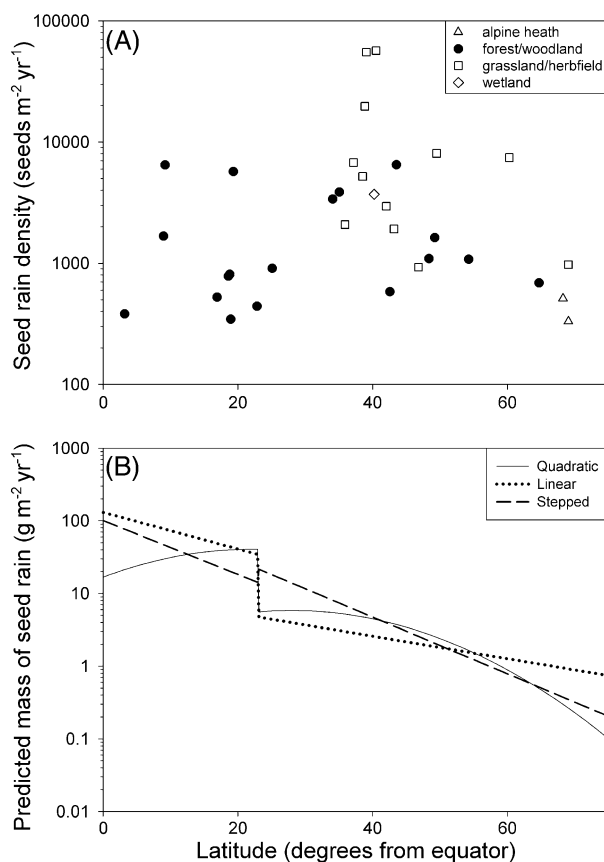 (A)
Seed rain density (seeds m-2 yr-1)
100000
10000
1000
100
0
20
40
60
alpine heath
forest/woodland
grassland/herbfield
wetland
(B)
Predicted mass of seed rain (g m-2 yr-1)
1000
100
10
1
0.1
0.01
0
20
40
60
Quadratic
Linear
Stepped
Latitude (degrees from equator)